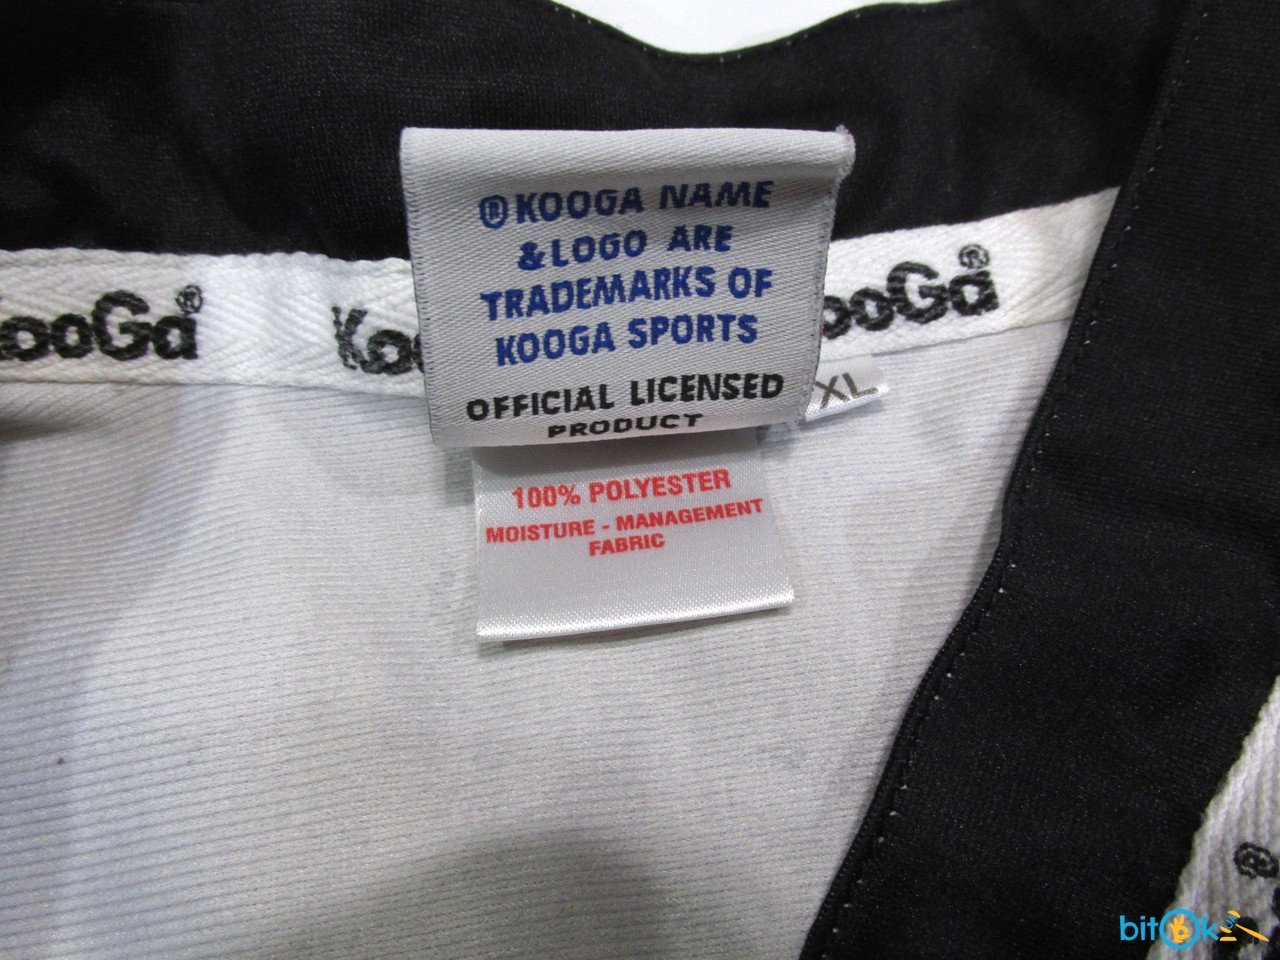 ®KOOGA NAME
&LOGO ARE
TRADEMARKS OF
KOOGA SPORTS
OFFICIAL LICENSED
PRODUCT
KooGa®
Koo
KooGa®
XL
100% POLYESTER
MOISTURE - MANAGEMENT
FABRIC
®
bitOk